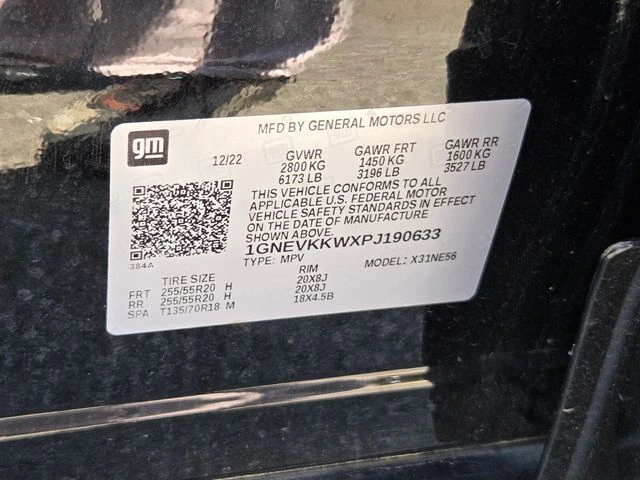 MFD BY GENERAL MOTORS LLC
gm
12/22 GVWR GAWR FRT GAWR RR
2800 KG 1450 KG 1600 KG
6173 LB 3196 LB 3527 LB
THIS VEHICLE CONFORMS TO ALL
APPLICABLE U.S. FEDERAL MOTOR
VEHICLE SAFETY STANDARDS IN EFFECT
ON THE DATE OF MANUFACTURE
SHOWN ABOVE.
1GNEVKKWXPJ190633
384A
TYPE: MPV MODEL: X31NE56
TIRE SIZE RIM
FRT 255/55R20 H 20X8J
RR 255/55R20 H 20X8J
SPA T135/70R18 M 18X4.5B